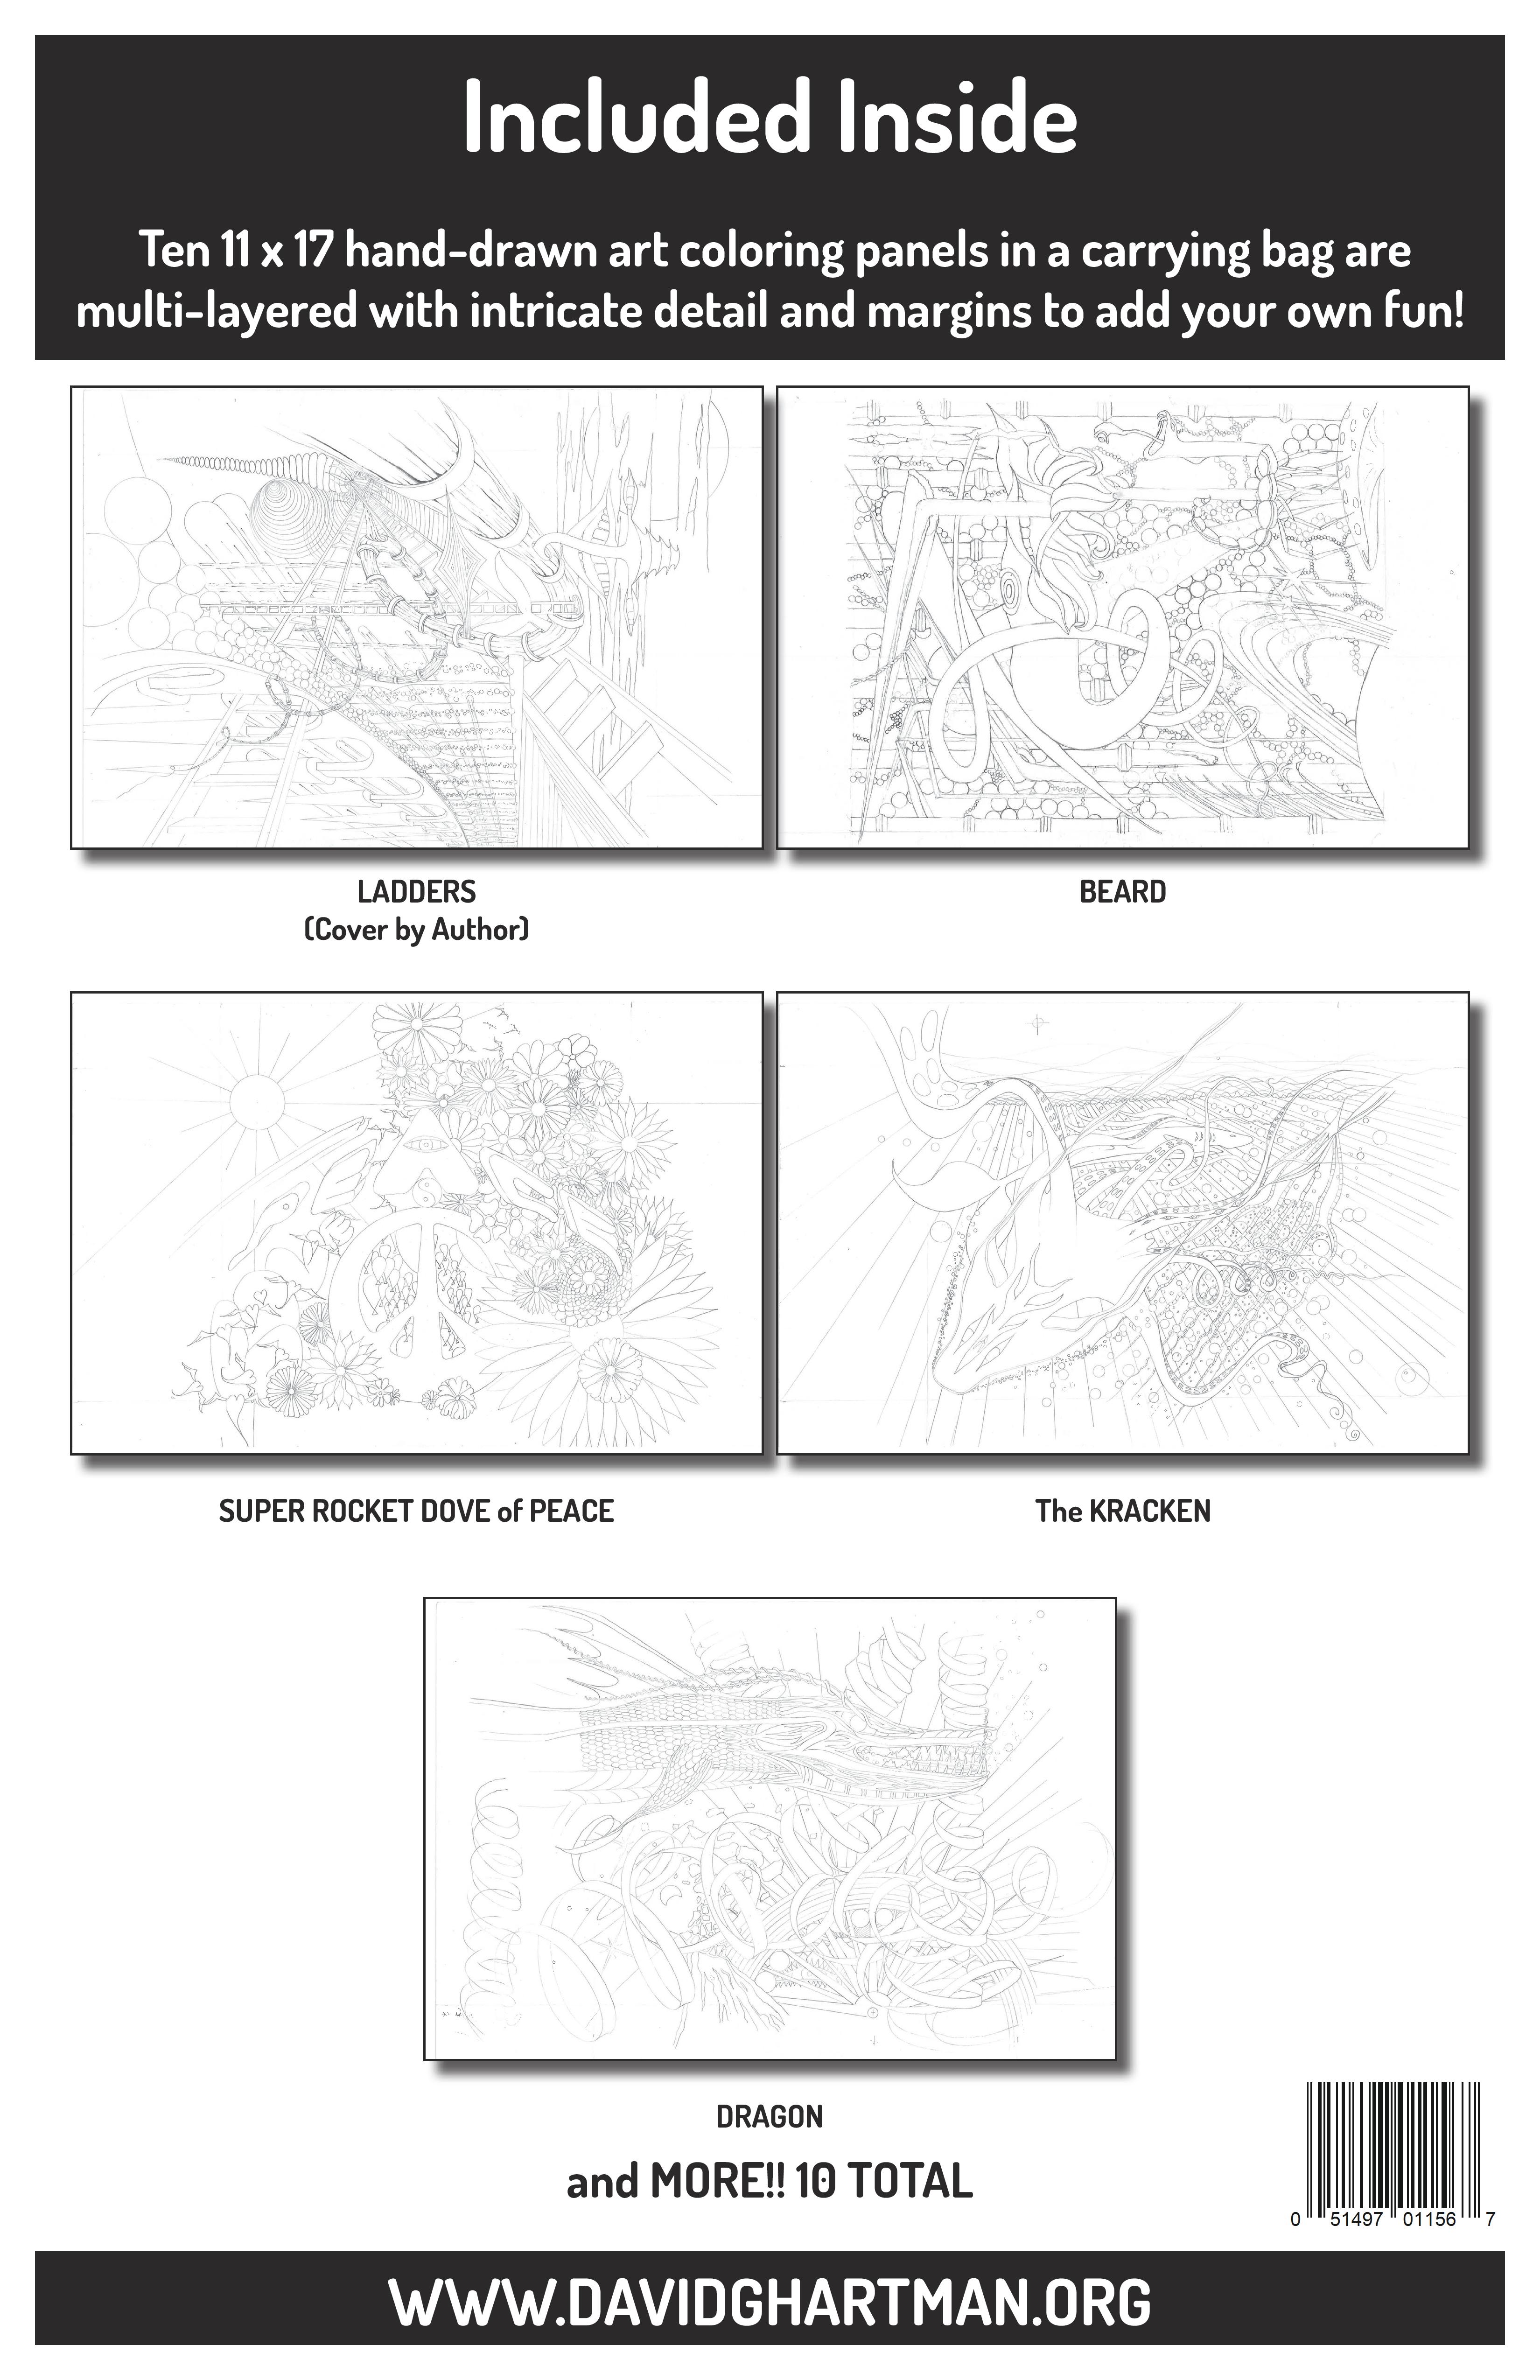 Included Inside
Ten 11 x 17 hand-drawn art coloring panels in a carrying bag are
multi-layered with intricate detail and margins to add your own fun!
LADDERS
(Cover by Author)
BEARD
SUPER ROCKET DOVE of PEACE
The KRACKEN
DRAGON
and MORE!! 10 TOTAL
0 51497 01156 7
WWW.DAVIDGHARTMAN.ORG